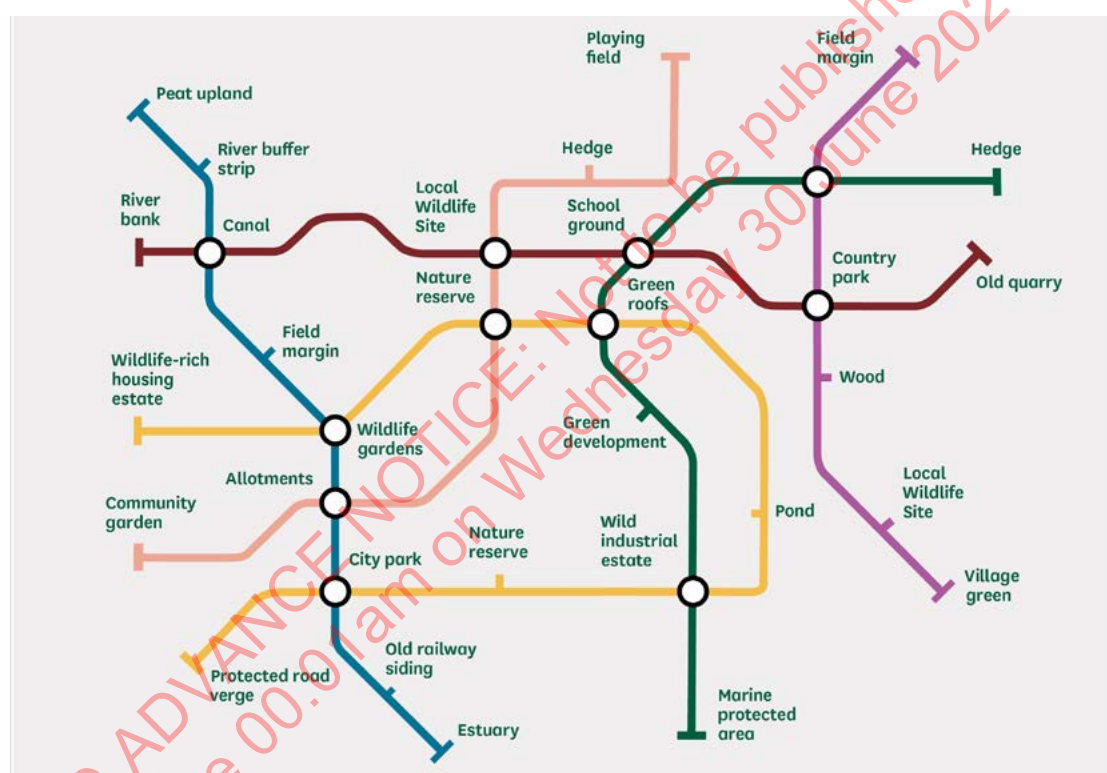 Playing
field
Field
margin
Peat upland
River buffer
strip
Hedge
Hedge
River
bank
Canal
Local
Wildlife
Site
School
ground
Country
park
Old quarry
Nature
reserve
Green
roofs
Field
margin
Wildlife-rich
housing
estate
Wood
Wildlife
gardens
Green
development
Allotments
Local
Wildlife
Site
Community
garden
Nature
reserve
Wild
industrial
estate
Pond
City park
Village
green
Old railway
siding
Protected road
verge
Estuary
Marine
protected
area
ADVANCE NOTICE: Not to be
00.01am on Wednesday 30 June